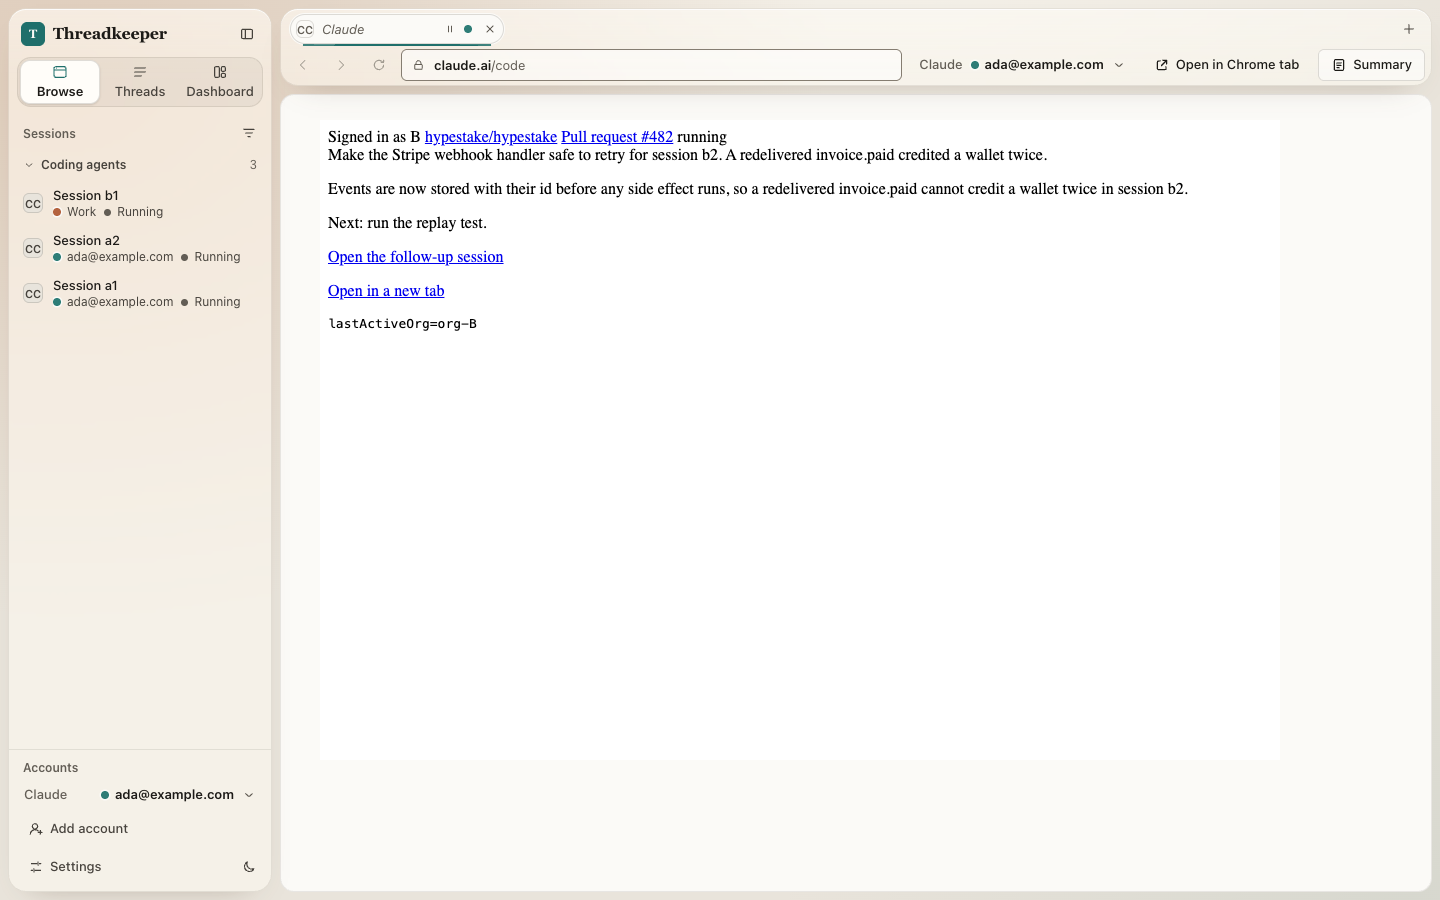 T Threadkeeper
Browse Threads Dashboard
Sessions
Coding agents 3
CC Session b1
Work Running
CC Session a2
ada@example.com Running
CC Session a1
ada@example.com Running
Accounts
Claude ada@example.com
Add account
Settings
CC Claude
claude.ai/code
Claude ada@example.com
Open in Chrome tab
Summary
Signed in as B hypestake/hypestake Pull request #482 running
Make the Stripe webhook handler safe to retry for session b2. A redelivered invoice.paid credited a wallet twice.
Events are now stored with their id before any side effect runs, so a redelivered invoice.paid cannot credit a wallet twice in session b2.
Next: run the replay test.
Open the follow-up session
Open in a new tab
lastActiveOrg=org-B